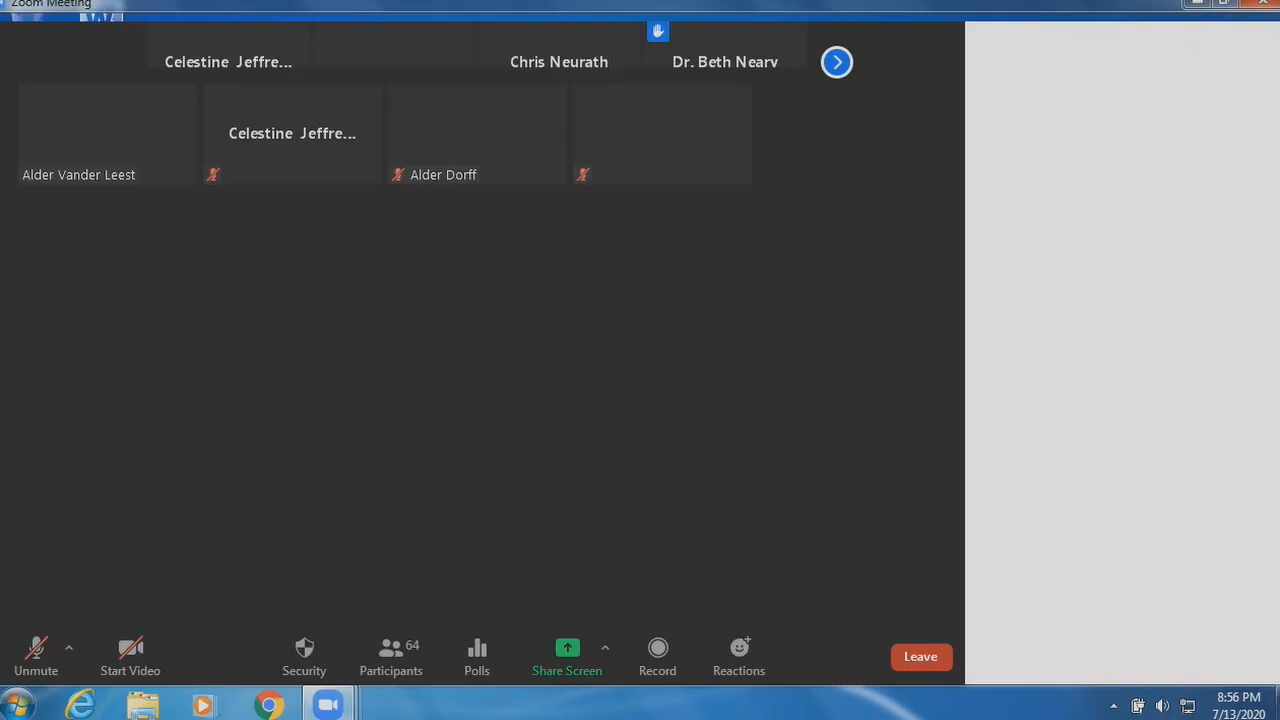 Zoom Meeting
Celestine Jeffre...
Chris Neurath
Dr. Beth Neary
Celestine Jeffre...
Alder Vander Leest
Alder Dorff
64
Unmute
Start Video
Security
Participants
Polls
Share Screen
Record
Reactions
Leave
8:56 PM
7/13/2020